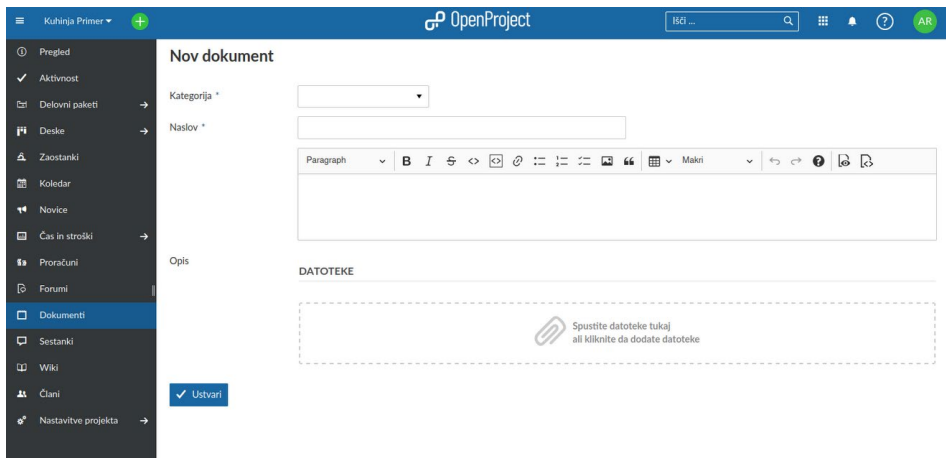 Kuhinja Primer
OpenProject
Išči ...
?
AR
Pregled
Aktivnost
Delovni paketi
Deske
Zaostanki
Koledar
Novice
Čas in stroški
Proračuni
Forumi
Dokumenti
Sestanki
Wiki
Člani
Nastavitve projekta
Nov dokument
Kategorija *
Naslov *
Paragraph
B I S
Makri
Opis
DATOTEKE
Spustite datoteke tukaj
ali kliknite da dodate datoteke
Ustvari